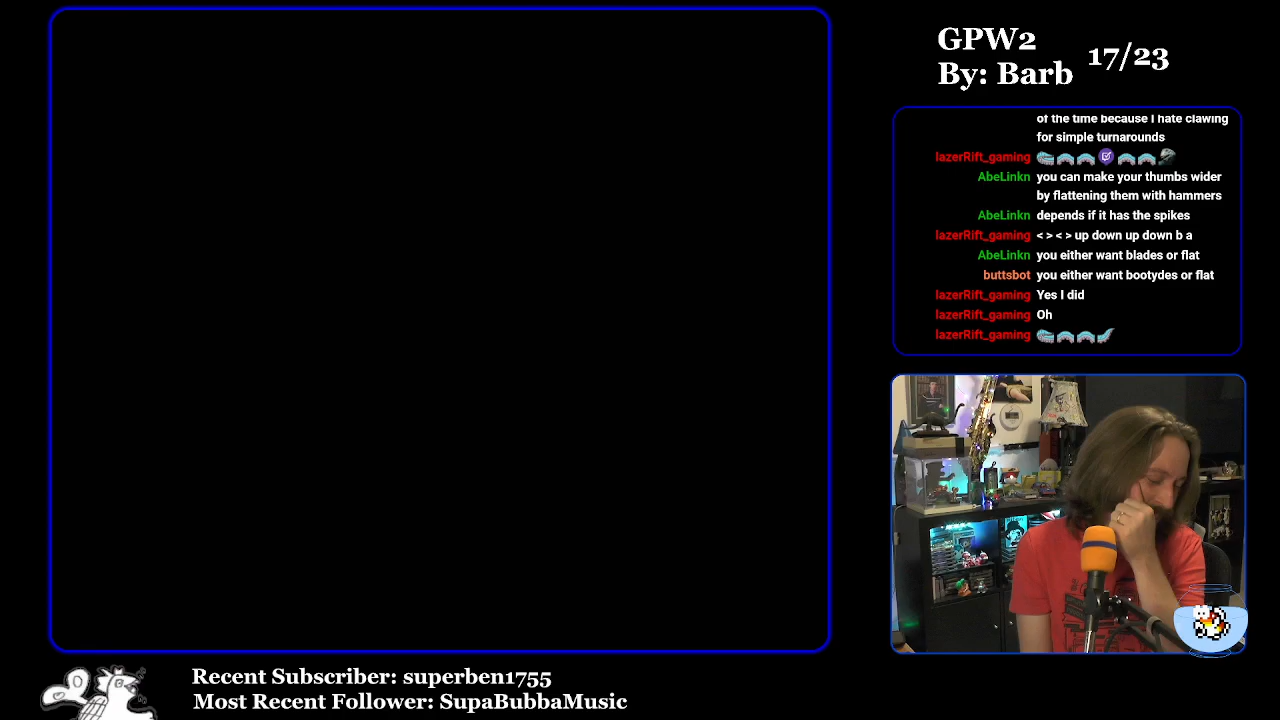 GPW2
By: Barb
17/23
of the time because I hate clawing
for simple turnarounds
lazerRift_gaming
AbeLinkn you can make your thumbs wider
by flattening them with hammers
AbeLinkn depends if it has the spikes
lazerRift_gaming < > < > up down up down b a
AbeLinkn you either want blades or flat
buttsbot you either want bootydes or flat
lazerRift_gaming Yes I did
lazerRift_gaming Oh
lazerRift_gaming
Recent Subscriber: superben1755
Most Recent Follower: SupaBubbaMusic